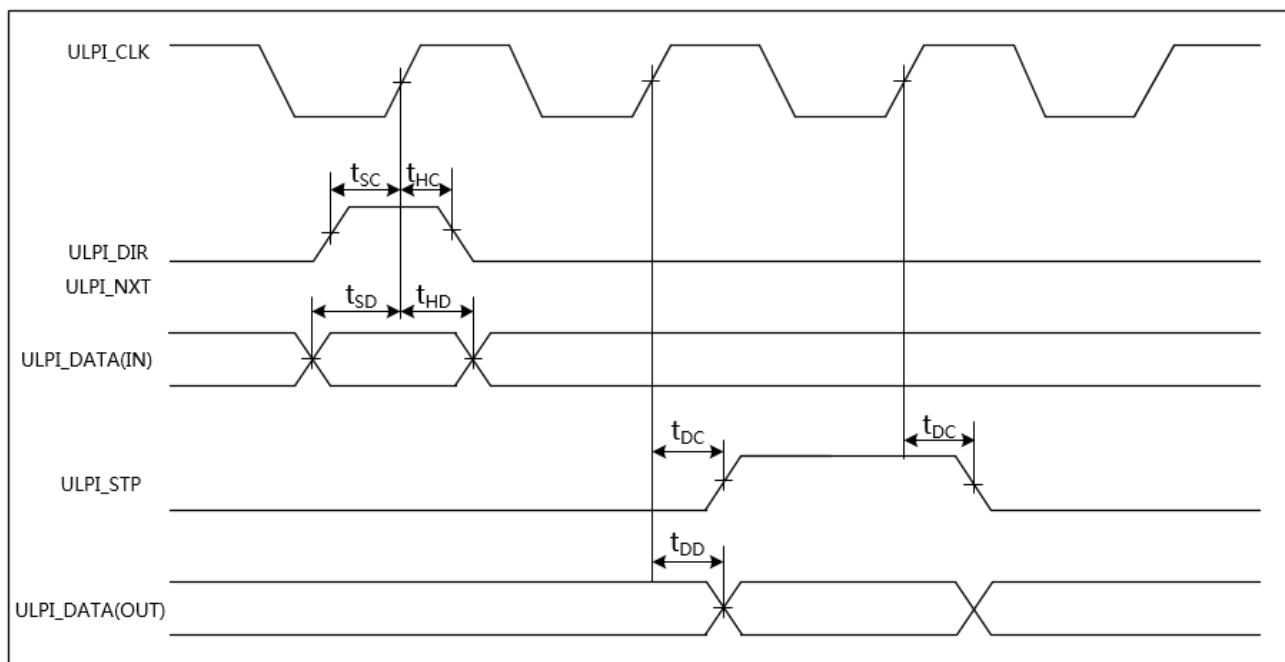 ULPI_CLK
tSC tHC
ULPI_DIR
ULPI_NXT
tSD tHD
ULPI_DATA(IN)
tDC tDC
ULPI_STP
tDD
ULPI_DATA(OUT)